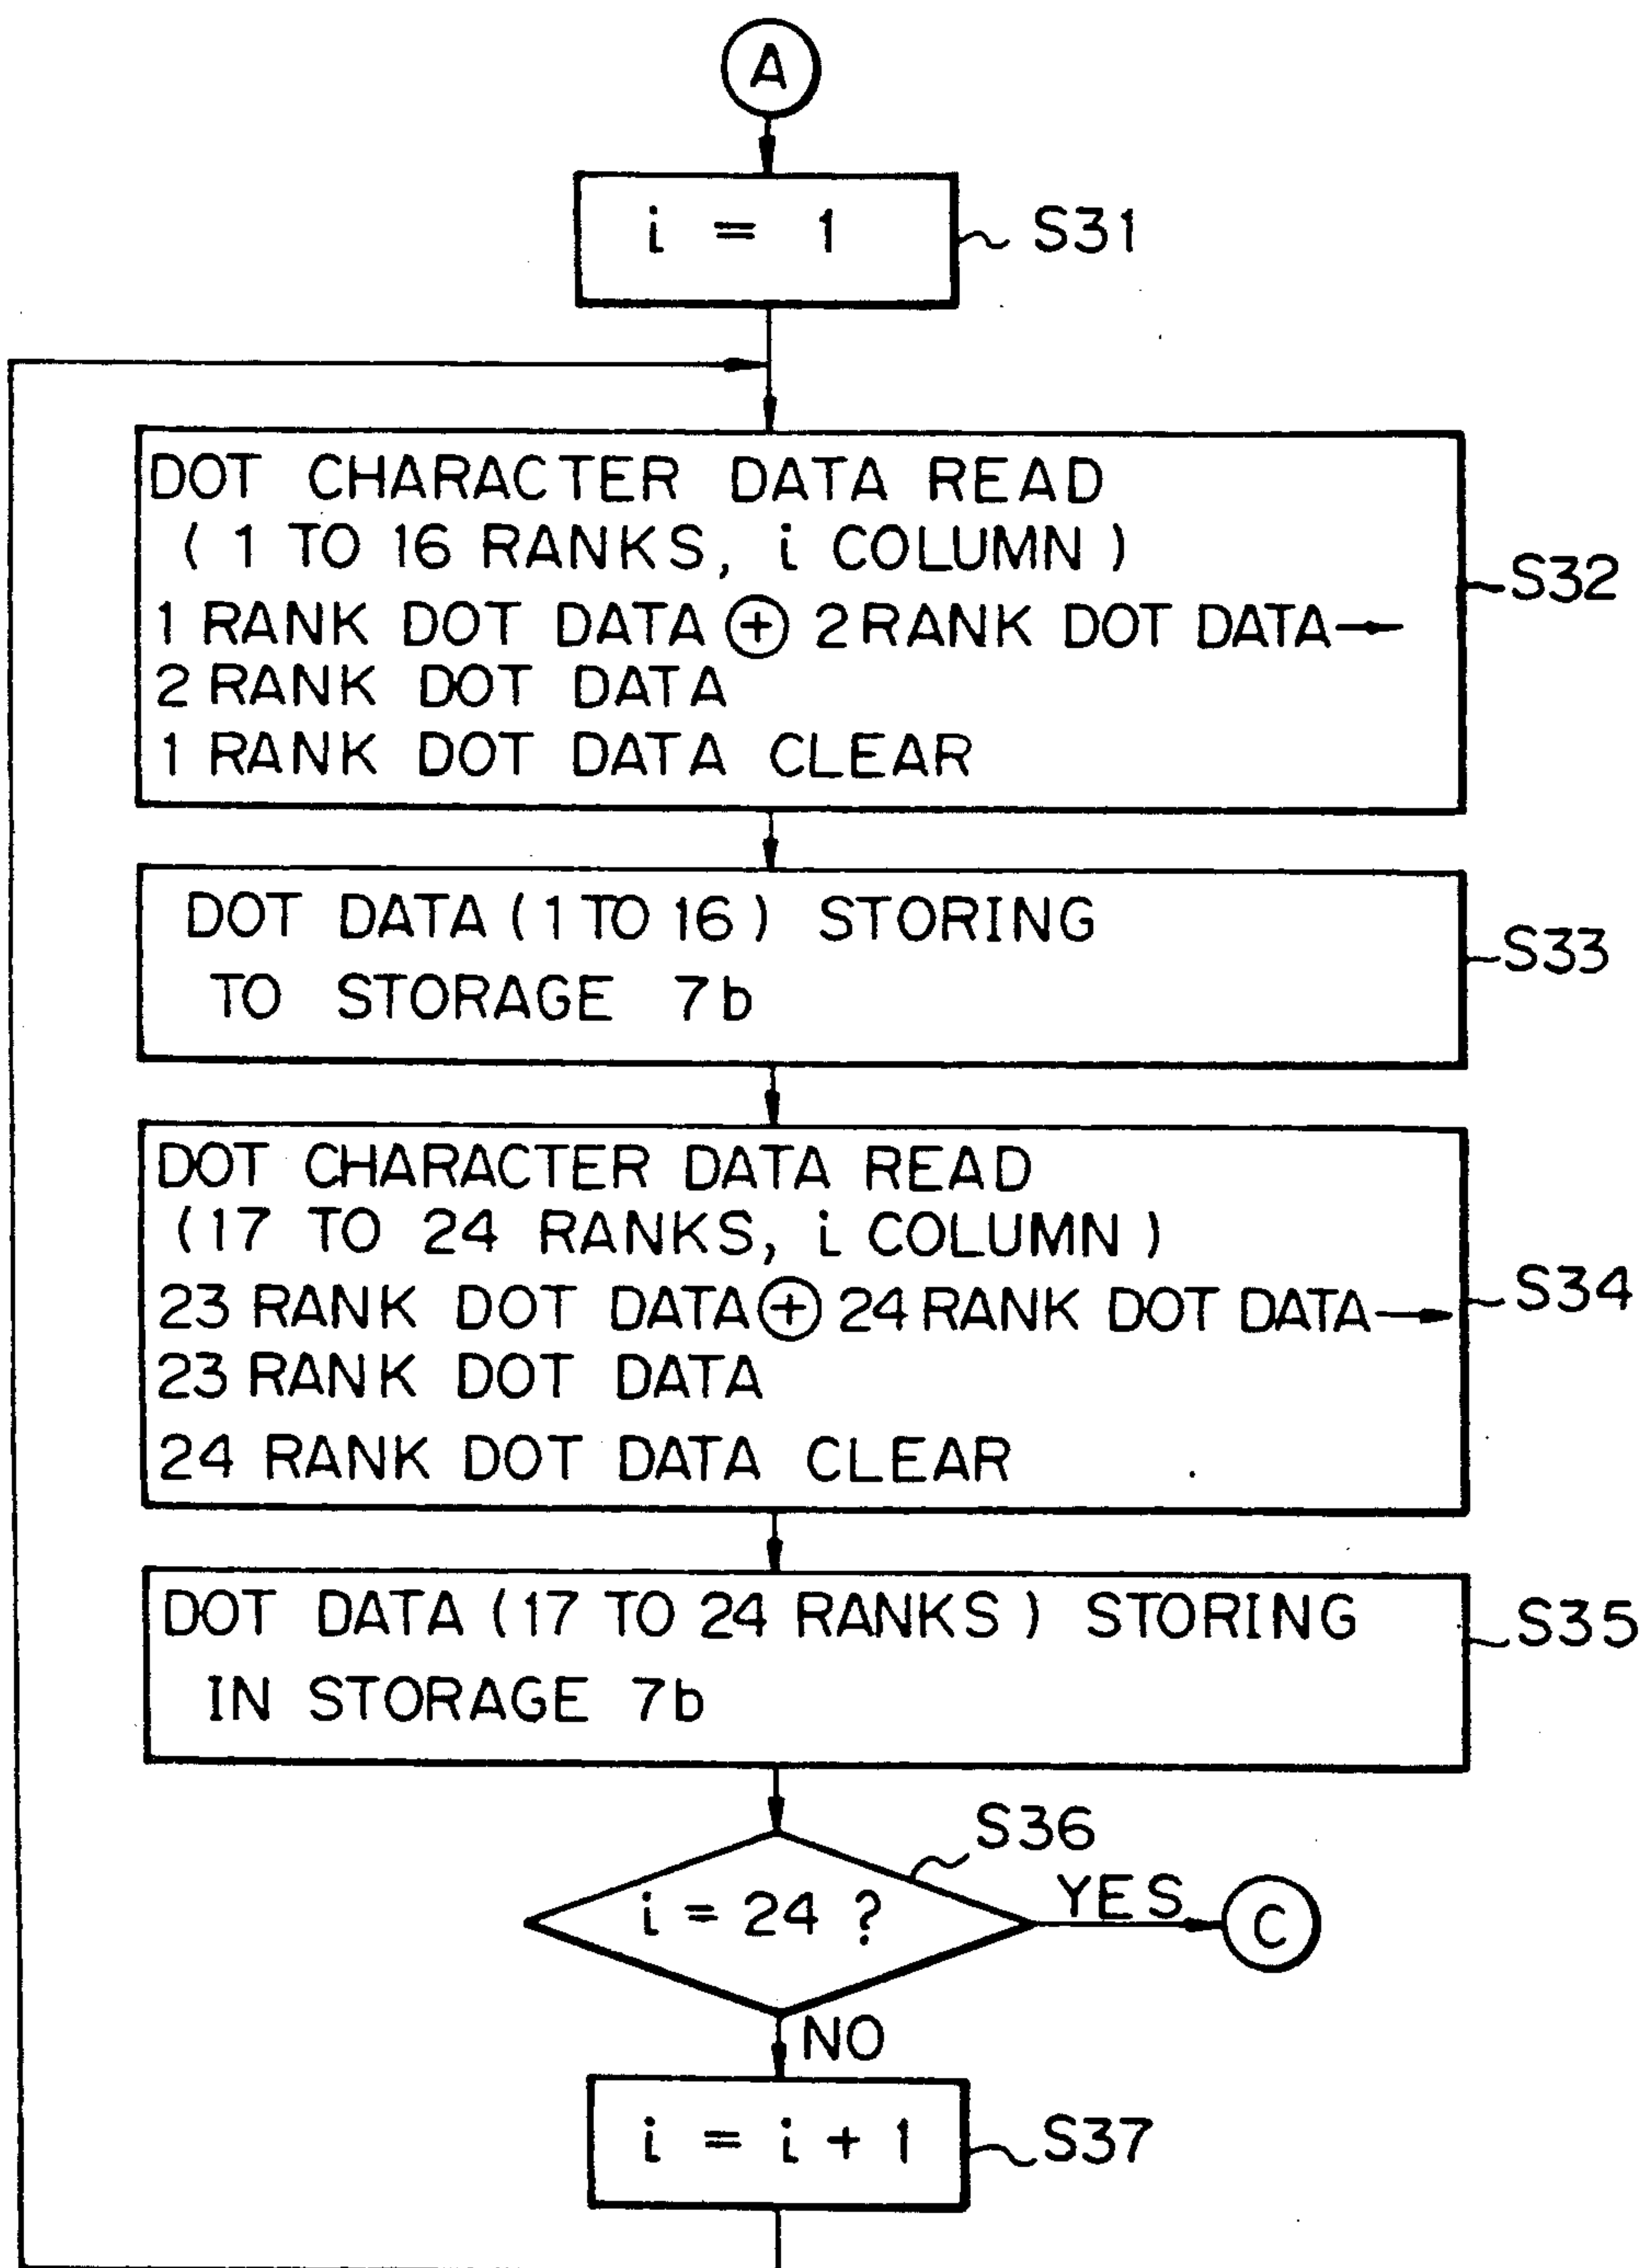 A
i = 1
S31
DOT CHARACTER DATA READ
( 1 TO 16 RANKS, i COLUMN )
S32
1 RANK DOT DATA ⊕ 2 RANK DOT DATA →
2 RANK DOT DATA
1 RANK DOT DATA CLEAR
DOT DATA ( 1 TO 16 ) STORING
S33
TO STORAGE 7b
DOT CHARACTER DATA READ
( 17 TO 24 RANKS, i COLUMN )
23 RANK DOT DATA ⊕ 24 RANK DOT DATA →
S34
23 RANK DOT DATA
24 RANK DOT DATA CLEAR
DOT DATA ( 17 TO 24 RANKS ) STORING
S35
IN STORAGE 7b
S36
i = 24 ?
YES
C
NO
i = i + 1
S37